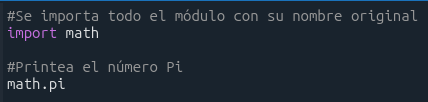 #Se importa todo el módulo con su nombre original
import math
#Printea el número Pi
math.pi